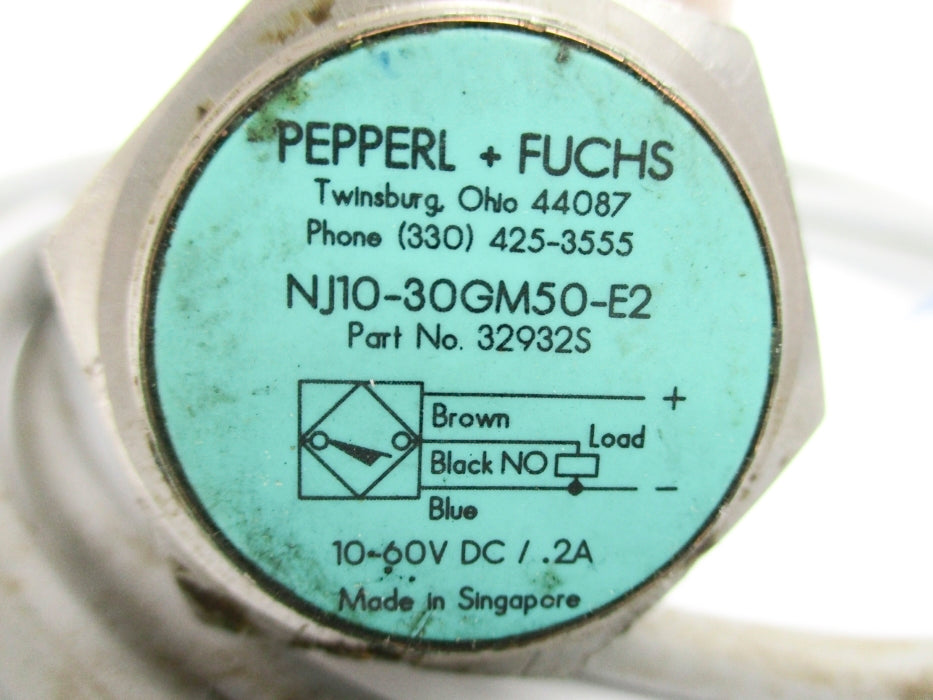 PEPPERL + FUCHS
Twinsburg, Ohio 44087
Phone (330) 425-3555
NJ10-30GM50-E2
Part No. 32932S
+
Brown
Load
Black NO
−
Blue
10-60V DC / .2A
Made in Singapore